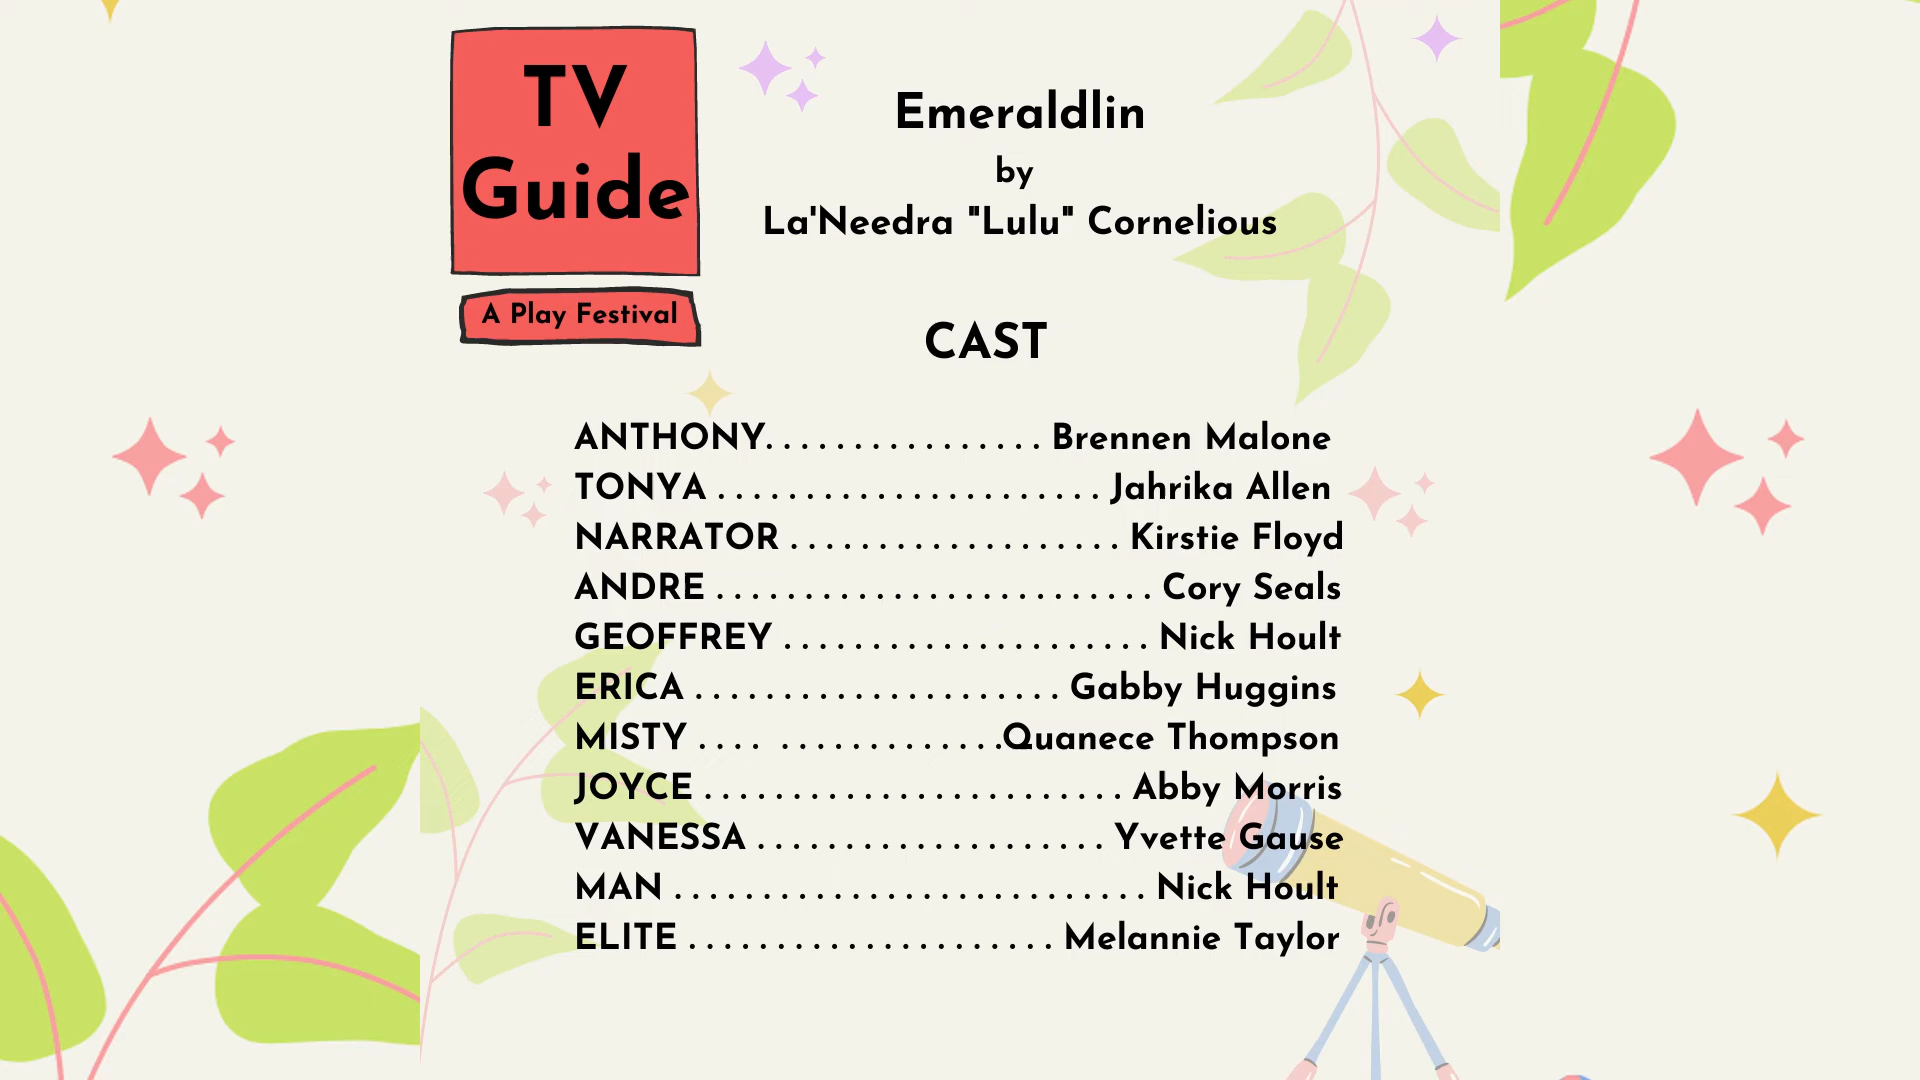 TV
Guide
A Play Festival
Emeraldlin
by
La'Needra "Lulu" Cornelious
CAST
ANTHONY. . . . . . . . . . . . . . . . Brennen Malone
TONYA . . . . . . . . . . . . . . . . . . . . . . Jahrika Allen
NARRATOR . . . . . . . . . . . . . . . . . . . Kirstie Floyd
ANDRE . . . . . . . . . . . . . . . . . . . . . . . . . Cory Seals
GEOFFREY . . . . . . . . . . . . . . . . . . . . . Nick Hoult
ERICA . . . . . . . . . . . . . . . . . . . . . Gabby Huggins
MISTY . . . .  . . . . . . . . . . . . .Quanece Thompson
JOYCE . . . . . . . . . . . . . . . . . . . . . . . . Abby Morris
VANESSA . . . . . . . . . . . . . . . . . . . . Yvette Gause
MAN . . . . . . . . . . . . . . . . . . . . . . . . . . . Nick Hoult
ELITE . . . . . . . . . . . . . . . . . . . . . Melannie Taylor